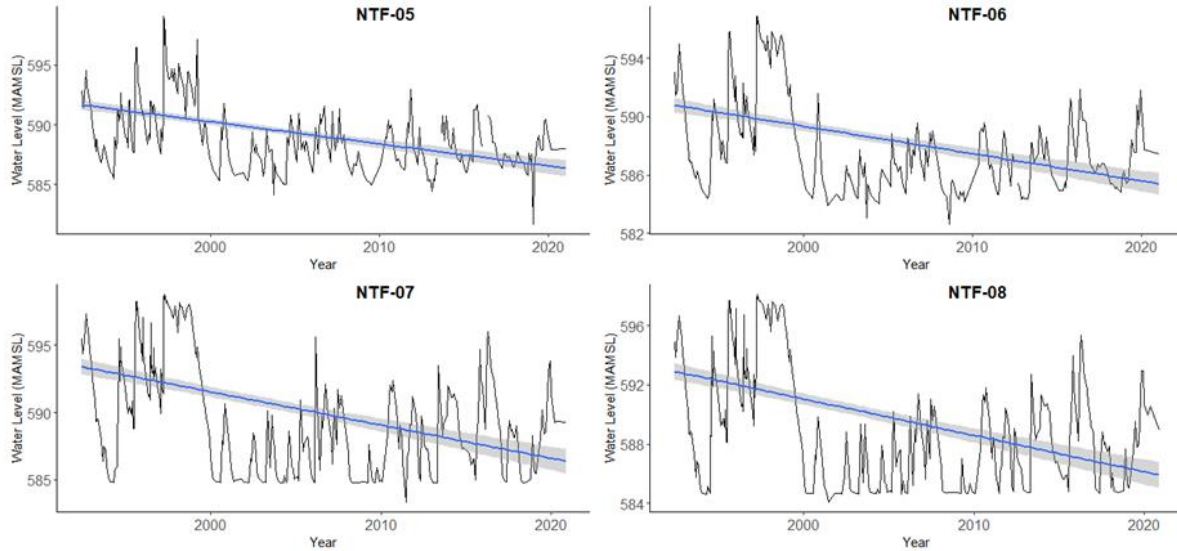 NTF-05
Water Level (MAMSL)
595
590
585
2000
2010
2020
Year
NTF-06
Water Level (MAMSL)
594
590
586
582
2000
2010
2020
Year
NTF-07
Water Level (MAMSL)
595
590
585
2000
2010
2020
Year
NTF-08
Water Level (MAMSL)
596
592
588
584
2000
2010
2020
Year